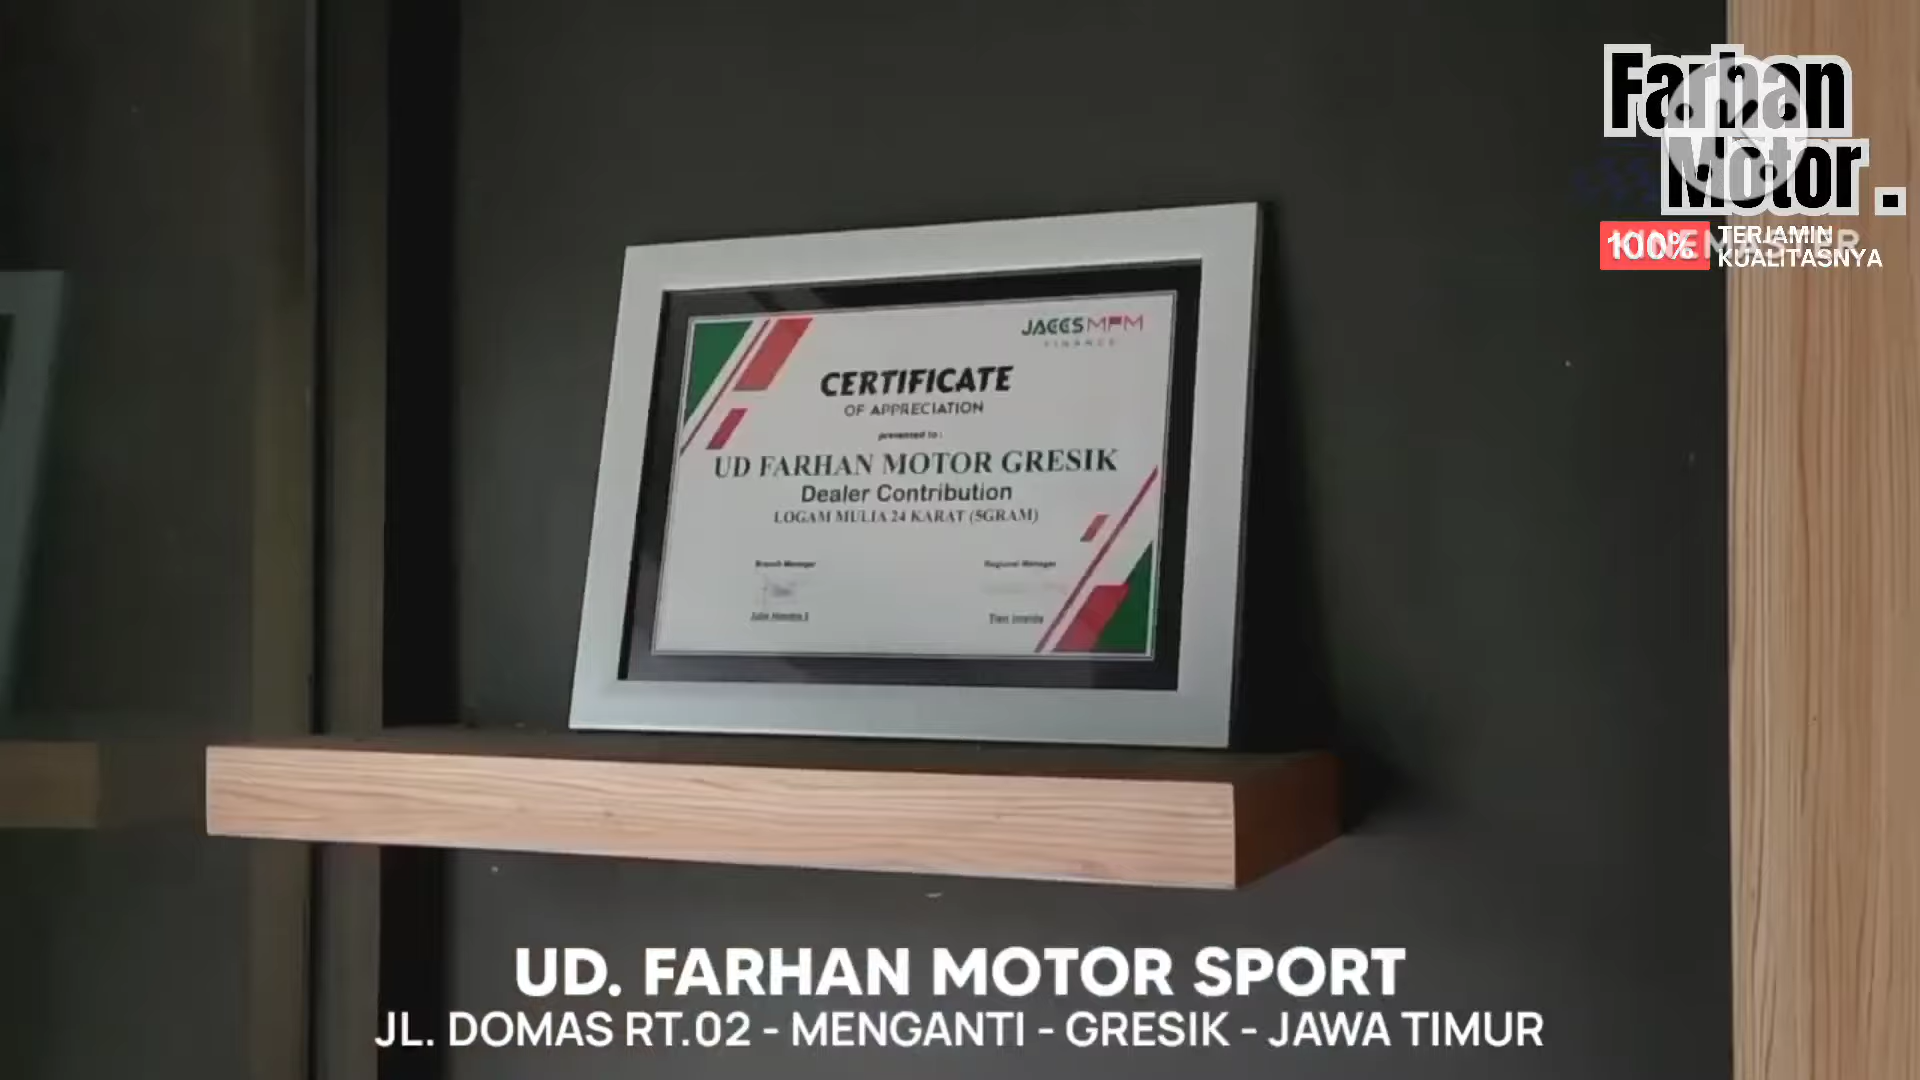 Farhan
Motor.
100% TERJAMIN
KUALITASNYA
KINEMASTER
JACCS MPM
FINANCE
CERTIFICATE
OF APPRECIATION
presented to :
UD FARHAN MOTOR GRESIK
Dealer Contribution
LOGAM MULIA 24 KARAT (5GRAM)
Branch Manager
Regional Manager
UD. FARHAN MOTOR SPORT
JL. DOMAS RT.02 - MENGANTI - GRESIK - JAWA TIMUR